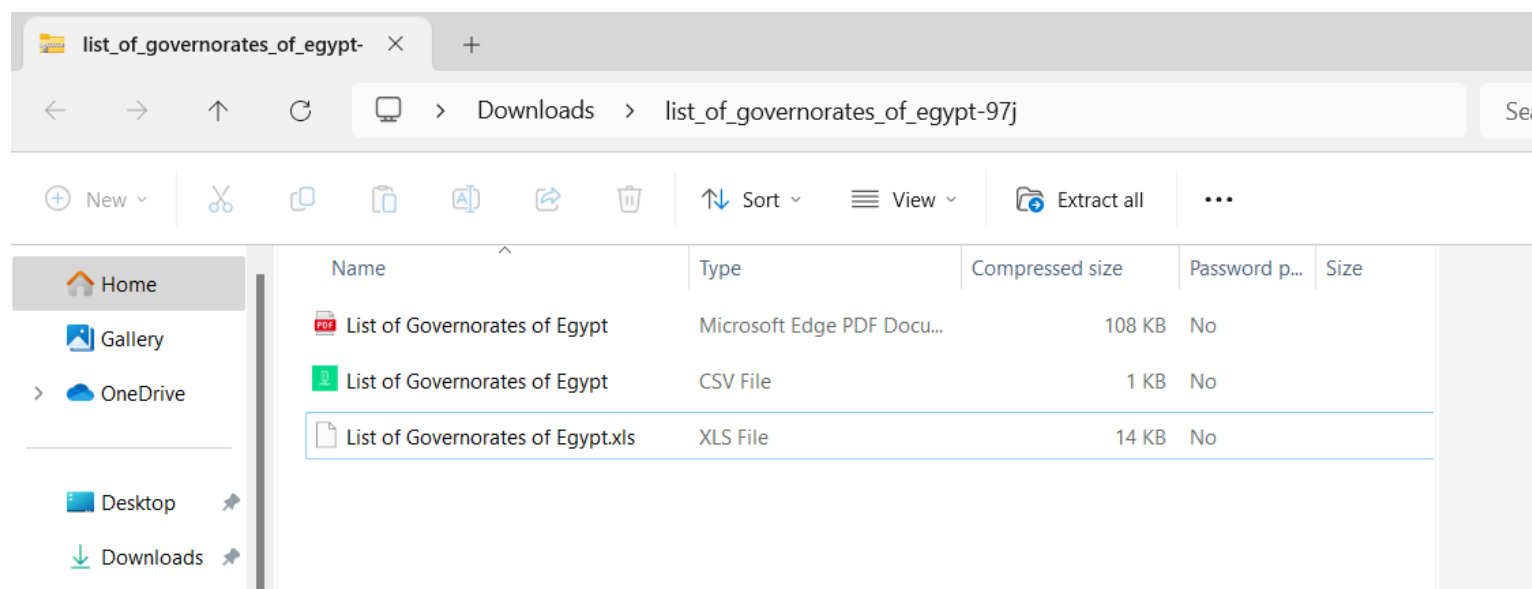 list_of_governorates_of_egypt-
Downloads > list_of_governorates_of_egypt-97j
New Sort View Extract all
Name Type Compressed size Password p... Size
Home
Gallery
OneDrive
Desktop
Downloads
PDF List of Governorates of Egypt Microsoft Edge PDF Docu... 108 KB No
List of Governorates of Egypt CSV File 1 KB No
List of Governorates of Egypt.xls XLS File 14 KB No